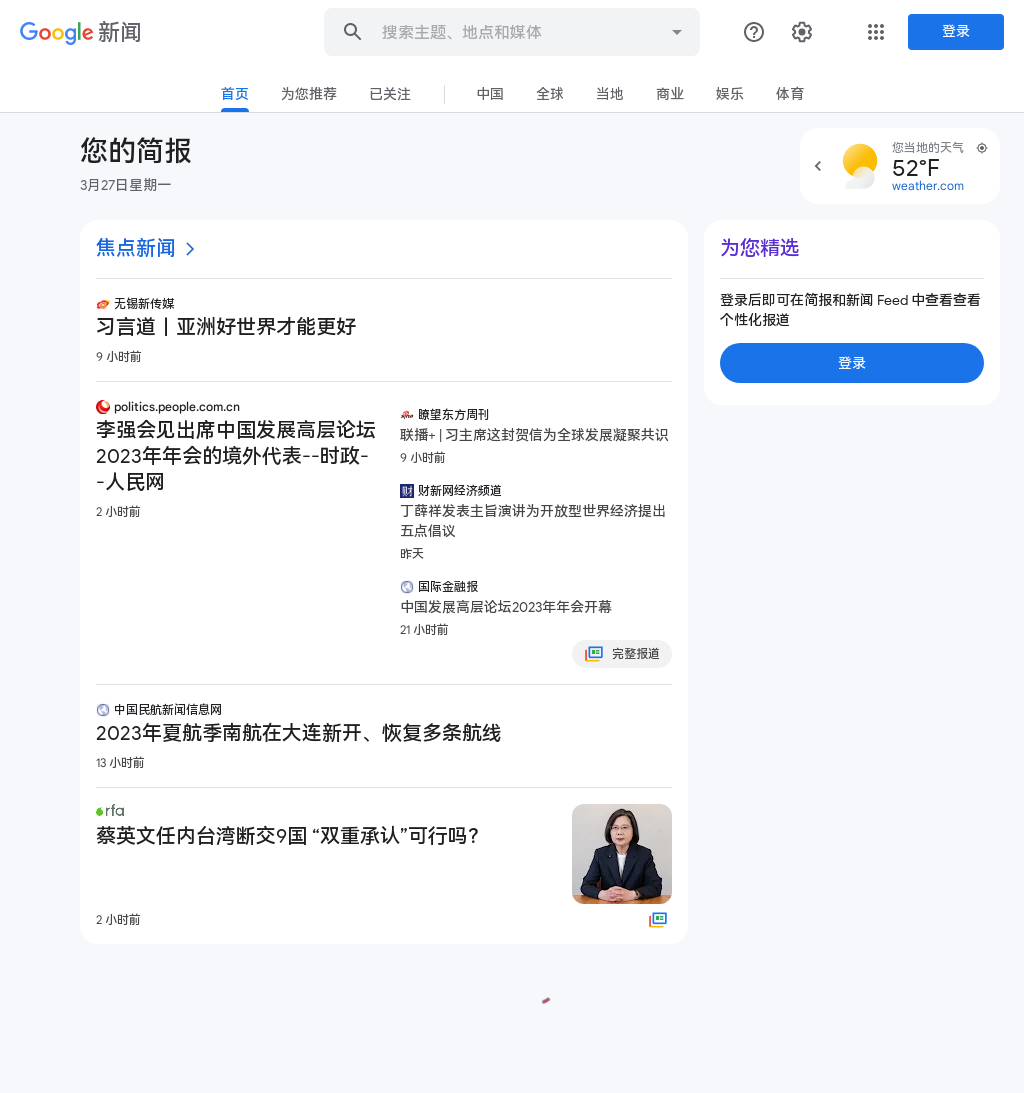 Google 新闻
搜索主题、地点和媒体
登录
首页 为您推荐 已关注 中国 全球 当地 商业 娱乐 体育
您的简报
3月27日星期一
您当地的天气
52°F
weather.com
焦点新闻
无锡新传媒
习言道丨亚洲好世界才能更好
9 小时前
politics.people.com.cn
李强会见出席中国发展高层论坛
2023年年会的境外代表--时政-
-人民网
2 小时前
瞭望东方周刊
联播+ | 习主席这封贺信为全球发展凝聚共识
9 小时前
财新网经济频道
丁薛祥发表主旨演讲为开放型世界经济提出
五点倡议
昨天
国际金融报
中国发展高层论坛2023年年会开幕
21 小时前
完整报道
中国民航新闻信息网
2023年夏航季南航在大连新开、恢复多条航线
13 小时前
rfa
蔡英文任内台湾断交9国 “双重承认”可行吗？
2 小时前
为您精选
登录后即可在简报和新闻 Feed 中查看查看
个性化报道
登录